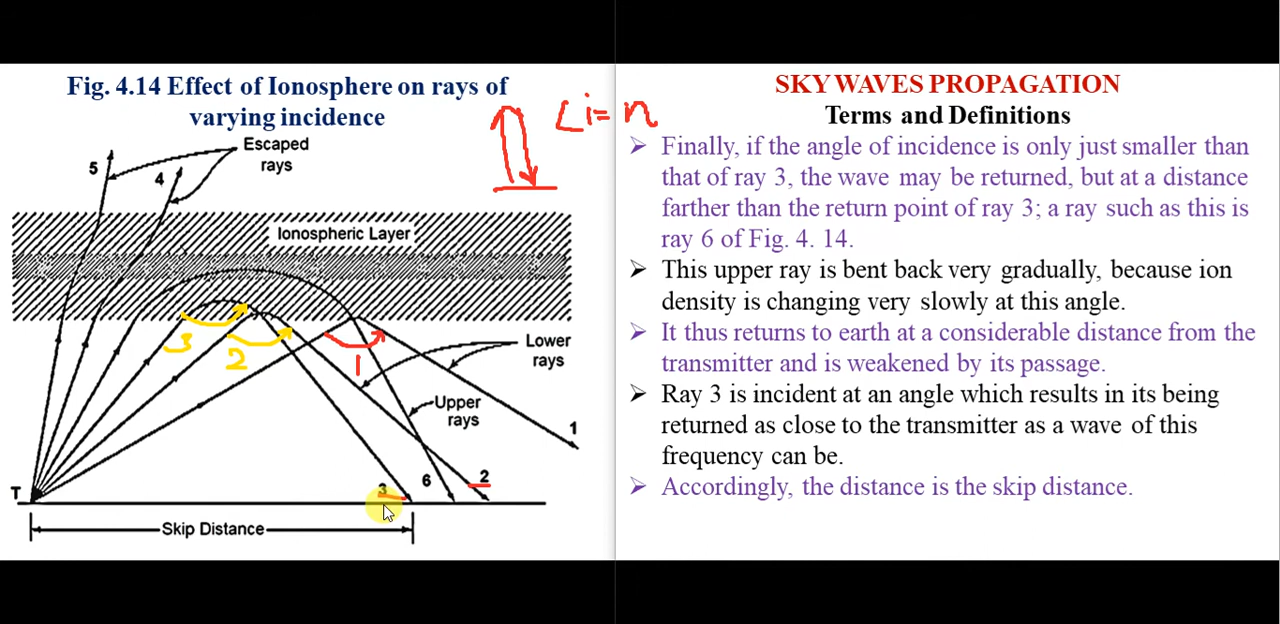 Fig. 4.14 Effect of Ionosphere on rays of
varying incidence
∠i= n
Escaped
rays
5
4
Ionospheric Layer
3
2
1
Lower
rays
Upper
rays
1
T
3
6
2
Skip Distance
SKY WAVES PROPAGATION
Terms and Definitions
➢ Finally, if the angle of incidence is only just smaller than
that of ray 3, the wave may be returned, but at a distance
farther than the return point of ray 3; a ray such as this is
ray 6 of Fig. 4. 14.
➢ This upper ray is bent back very gradually, because ion
density is changing very slowly at this angle.
➢ It thus returns to earth at a considerable distance from the
transmitter and is weakened by its passage.
➢ Ray 3 is incident at an angle which results in its being
returned as close to the transmitter as a wave of this
frequency can be.
➢ Accordingly, the distance is the skip distance.